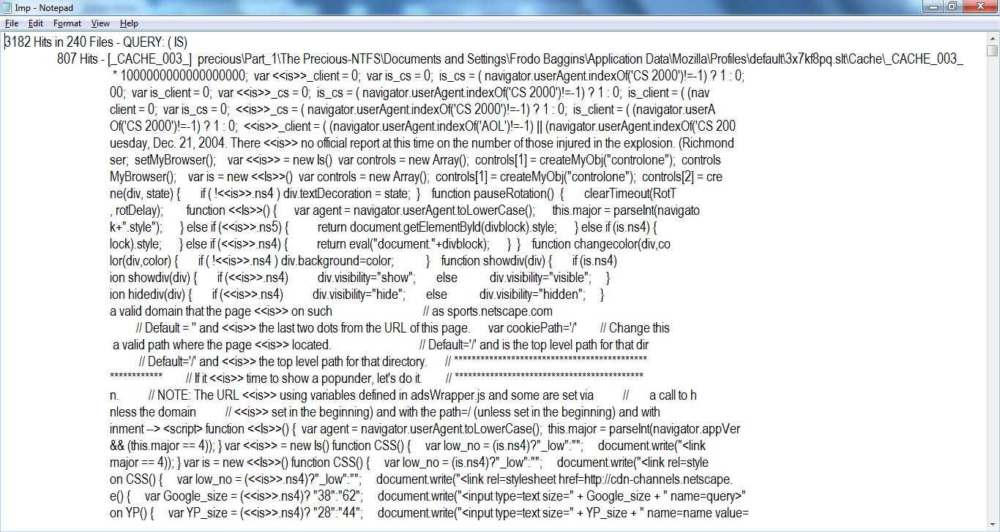 Imp - Notepad
File Edit Format View Help
3182 Hits in 240 Files - QUERY: ( IS)
807 Hits - [_CACHE_003_] precious\Part_1\The Precious-NTFS\Documents and Settings\Frodo Baggins\Application Data\Mozilla\Profiles\default\3x7kf8pq.slt\Cache\_CACHE_003_
* 1000000000000000000; var <<is>>_client = 0; var is_cs = 0; is_cs = ( navigator.userAgent.indexOf('CS 2000')!=-1) ? 1 : 0;
00; var is_client = 0; var <<is>>_cs = 0; is_cs = ( navigator.userAgent.indexOf('CS 2000')!=-1) ? 1 : 0; is_client = ( (nav
client = 0; var is_cs = 0; <<is>>_cs = ( navigator.userAgent.indexOf('CS 2000')!=-1) ? 1 : 0; is_client = ( (navigator.userA
Of('CS 2000')!=-1) ? 1 : 0; <<is>>_client = ( (navigator.userAgent.indexOf('AOL')!=-1) || (navigator.userAgent.indexOf('CS 200
uesday, Dec. 21, 2004. There <<is>> no official report at this time on the number of those injured in the explosion. (Richmond
ser; setMyBrowser(); var <<is>> = new Is() var controls = new Array(); controls[1] = createMyObj("controlone"); controls
MyBrowser(); var is = new <<Is>>() var controls = new Array(); controls[1] = createMyObj("controlone"); controls[2] = cre
ne(div, state) { if ( !<<is>>.ns4 ) div.textDecoration = state; } function pauseRotation() { clearTimeout(RotT
, rotDelay); function <<Is>>() { var agent = navigator.userAgent.toLowerCase(); this.major = parseInt(navigato
k+".style"); } else if (<<is>>.ns5) { return document.getElementById(divblock).style; } else if (is.ns4) {
lock).style; } else if (<<is>>.ns4) { return eval("document."+divblock); } } function changecolor(div,co
lor(div,color) { if ( !<<is>>.ns4 ) div.background=color; } function showdiv(div) { if (is.ns4)
ion showdiv(div) { if (<<is>>.ns4) div.visibility="show"; else div.visibility="visible"; }
ion hidediv(div) { if (<<is>>.ns4) div.visibility="hide"; else div.visibility="hidden"; }
a valid domain that the page <<is>> on such // as sports.netscape.com
// Default = '' and <<is>> the last two dots from the URL of this page. var cookiePath='/' // Change this
a valid path where the page <<is>> located. // Default='/' and is the top level path for that dir
// Default='/' and <<is>> the top level path for that directory. // ********************************************
************ // If it <<is>> time to show a popunder, let's do it. // *******************************************
n. // NOTE: The URL <<is>> using variables defined in adsWrapper.js and some are set via // a call to h
nless the domain // <<is>> set in the beginning) and with the path=/ (unless set in the beginning) and with
inment --> <script> function <<Is>>() { var agent = navigator.userAgent.toLowerCase(); this.major = parseInt(navigator.appVer
&& (this.major == 4)); } var <<is>> = new Is() function CSS() { var low_no = (is.ns4)?"_low":""; document.write("<link
major == 4)); } var is = new <<Is>>() function CSS() { var low_no = (is.ns4)?"_low":""; document.write("<link rel=style
on CSS() { var low_no = (<<is>>.ns4)?"_low":""; document.write("<link rel=stylesheet href=http://cdn-channels.netscape.
e() { var Google_size = (<<is>>.ns4)? "38":"62"; document.write("<input type=text size=" + Google_size + " name=query>"
on YP() { var YP_size = (<<is>>.ns4)? "28":"44"; document.write("<input type=text size=" + YP_size + " name=name value=